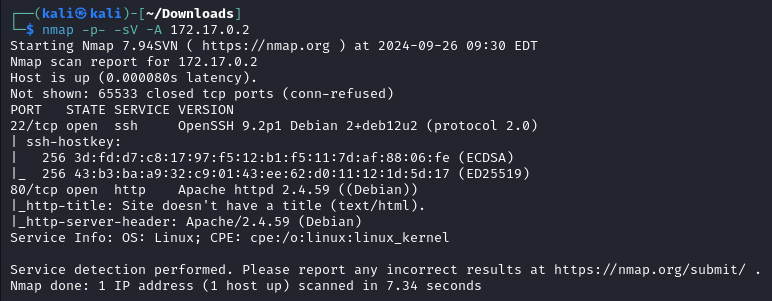 ┌──(kali㉿kali)-[~/Downloads]
└─$ nmap -p- -sV -A 172.17.0.2
Starting Nmap 7.94SVN ( https://nmap.org ) at 2024-09-26 09:30 EDT
Nmap scan report for 172.17.0.2
Host is up (0.000080s latency).
Not shown: 65533 closed tcp ports (conn-refused)
PORT   STATE SERVICE VERSION
22/tcp open  ssh     OpenSSH 9.2p1 Debian 2+deb12u2 (protocol 2.0)
| ssh-hostkey:
|   256 3d:fd:d7:c8:17:97:f5:12:b1:f5:11:7d:af:88:06:fe (ECDSA)
|_  256 43:b3:ba:a9:32:c9:01:43:ee:62:d0:11:12:1d:5d:17 (ED25519)
80/tcp open  http    Apache httpd 2.4.59 ((Debian))
|_http-title: Site doesn't have a title (text/html).
|_http-server-header: Apache/2.4.59 (Debian)
Service Info: OS: Linux; CPE: cpe:/o:linux:linux_kernel

Service detection performed. Please report any incorrect results at https://nmap.org/submit/ .
Nmap done: 1 IP address (1 host up) scanned in 7.34 seconds